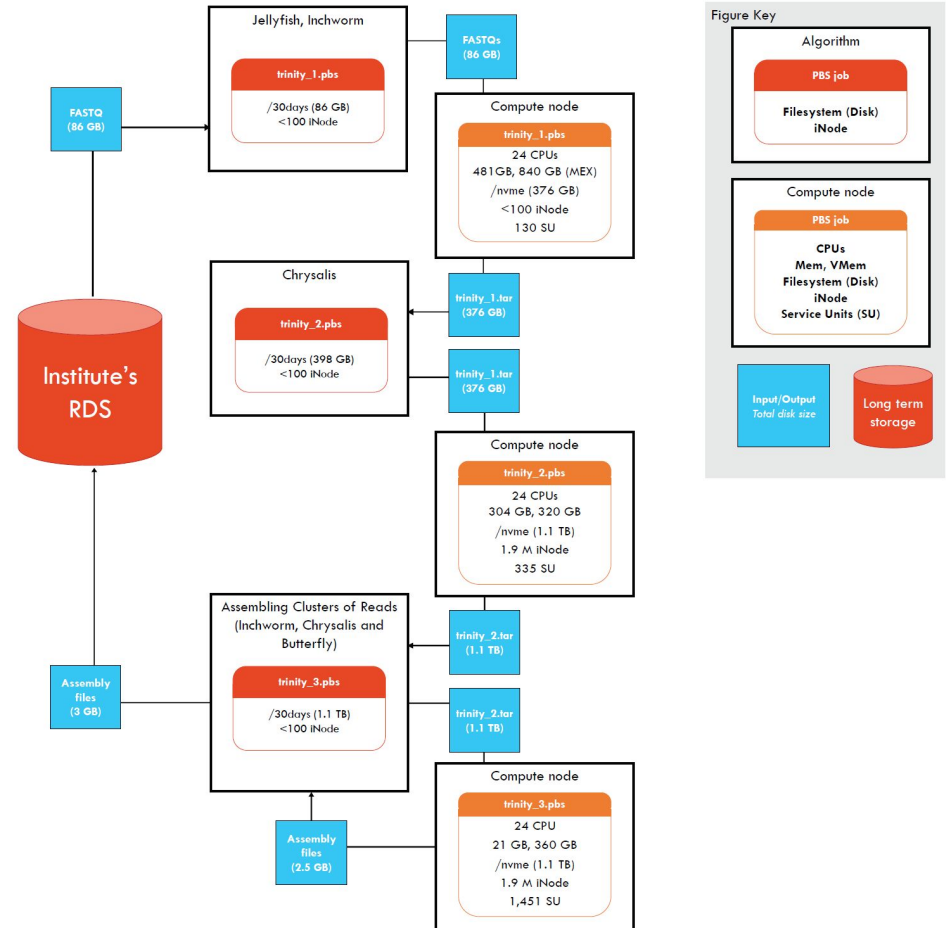 Jellyfish, Inchworm
trinity_1.pbs
/30days (86 GB)
<100 iNode
FASTQs
(86 GB)
FASTQ
(86 GB)
Compute node
trinity_1.pbs
24 CPUs
481GB, 840 GB (MEX)
/nvme (376 GB)
<100 iNode
130 SU
Chrysalis
trinity_2.pbs
/30days (398 GB)
<100 iNode
trinity_1.tar
(376 GB)
trinity_1.tar
(376 GB)
Institute's
RDS
Compute node
trinity_2.pbs
24 CPUs
304 GB, 320 GB
/nvme (1.1 TB)
1.9 M iNode
335 SU
Assembling Clusters of Reads
(Inchworm, Chrysalis and
Butterfly)
trinity_3.pbs
/30days (1.1 TB)
<100 iNode
trinity_2.tar
(1.1 TB)
trinity_2.tar
(1.1 TB)
Assembly
files
(3 GB)
Compute node
trinity_3.pbs
24 CPU
21 GB, 360 GB
/nvme (1.1 TB)
1.9 M iNode
1,451 SU
Assembly
files
(2.5 GB)
Figure Key
Algorithm
PBS job
Filesystem (Disk)
iNode
Compute node
PBS job
CPUs
Mem, VMem
Filesystem (Disk)
iNode
Service Units (SU)
Input/Output
Total disk size
Long term
storage